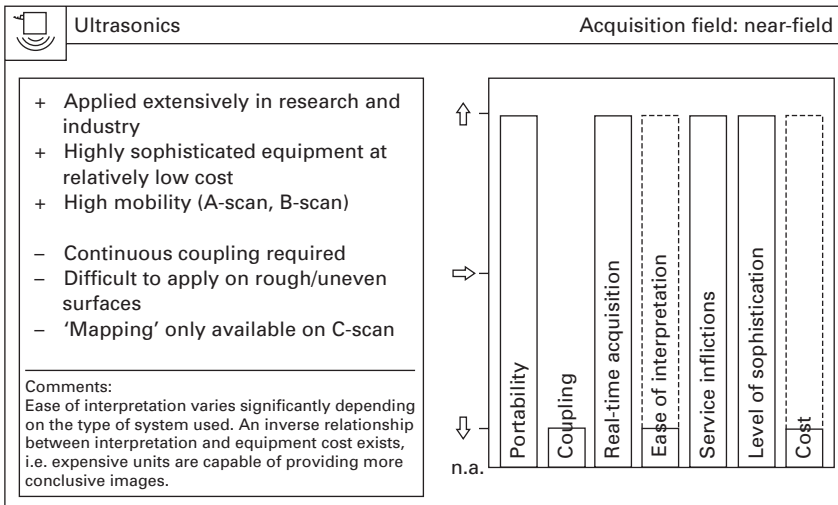 Ultrasonics
Acquisition field: near-field
+ Applied extensively in research and
industry
+ Highly sophisticated equipment at
relatively low cost
+ High mobility (A-scan, B-scan)
– Continuous coupling required
– Difficult to apply on rough/uneven
surfaces
– ‘Mapping’ only available on C-scan
Comments:
Ease of interpretation varies significantly depending
on the type of system used. An inverse relationship
between interpretation and equipment cost exists,
i.e. expensive units are capable of providing more
conclusive images.
n.a.
Portability
Coupling
Real-time acquisition
Ease of interpretation
Service inflictions
Level of sophistication
Cost